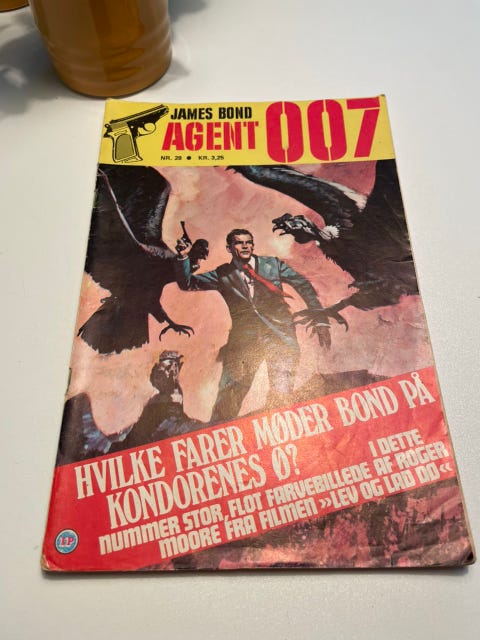 JAMES BOND
AGENT 007
NR. 28 ● KR. 3,25
HVILKE FARER MØDER BOND PÅ
KONDORENES Ø?
I DETTE
NUMMER STOR, FLOT FARVEBILLEDE AF ROGER
MOORE FRA FILMEN »LEV OG LAD DØ«